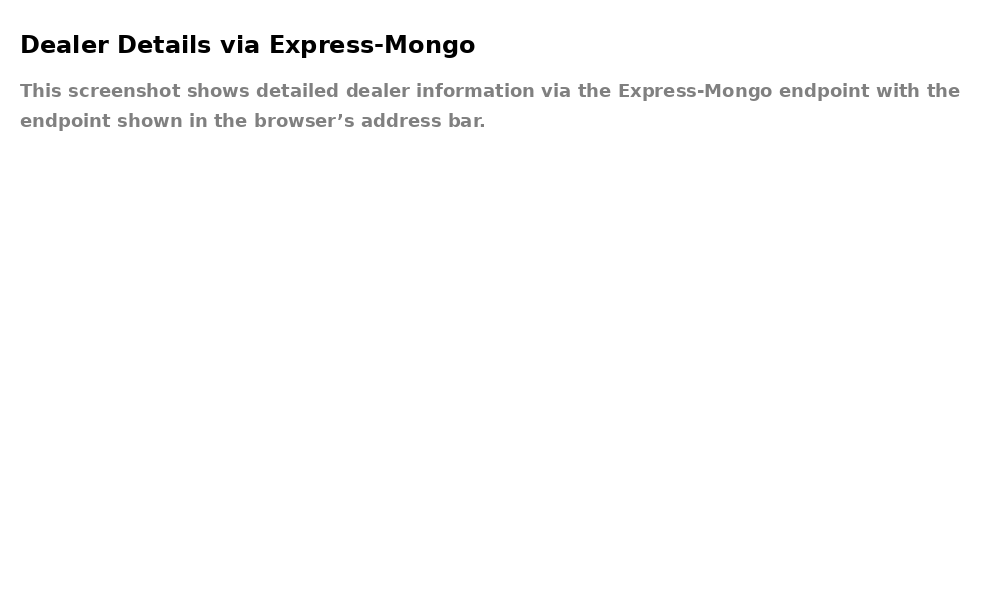 Dealer Details via Express-Mongo
This screenshot shows detailed dealer information via the Express-Mongo endpoint with the
endpoint shown in the browser’s address bar.